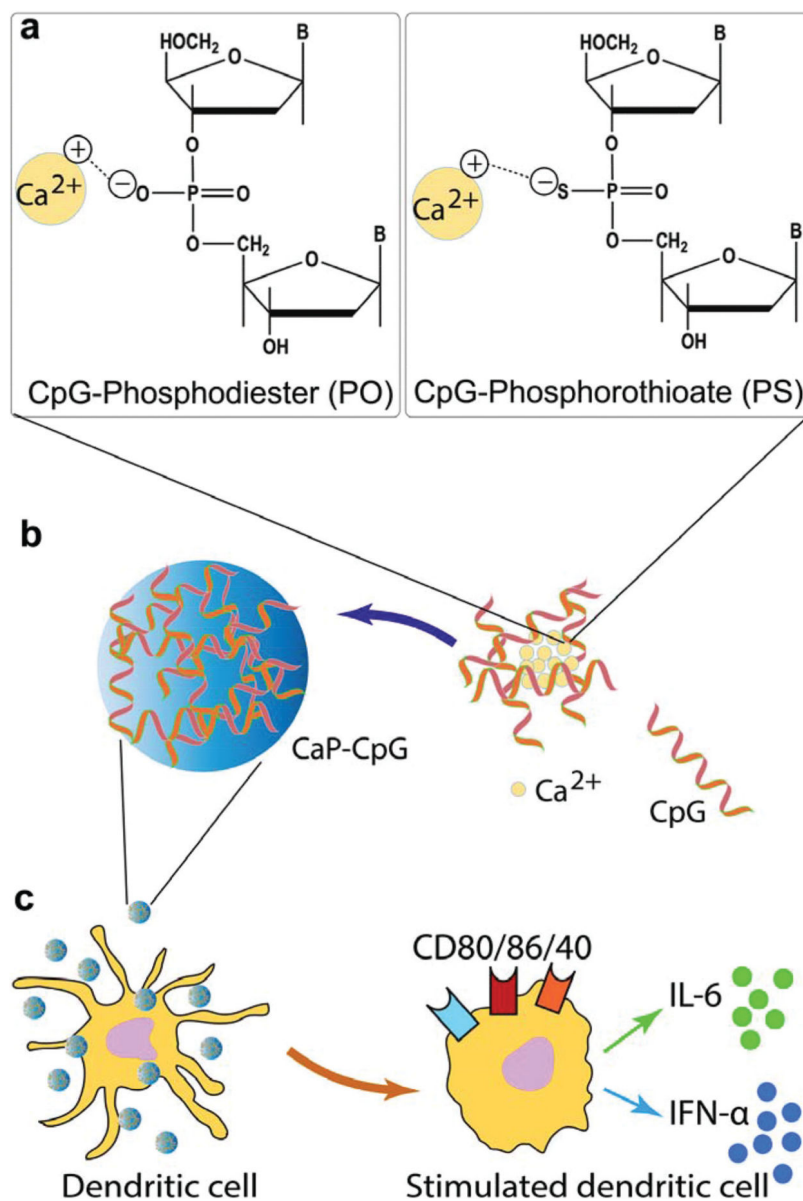 a
HOCH2
O
B
O
Ca2+
+
−
O
P
O
O
CH2
O
B
OH
CpG-Phosphodiester (PO)
HOCH2
O
B
O
Ca2+
+
−
S
P
O
O
CH2
O
B
OH
CpG-Phosphorothioate (PS)
b
CaP-CpG
Ca2+
CpG
c
CD80/86/40
IL-6
IFN-α
Dendritic cell
Stimulated dendritic cell